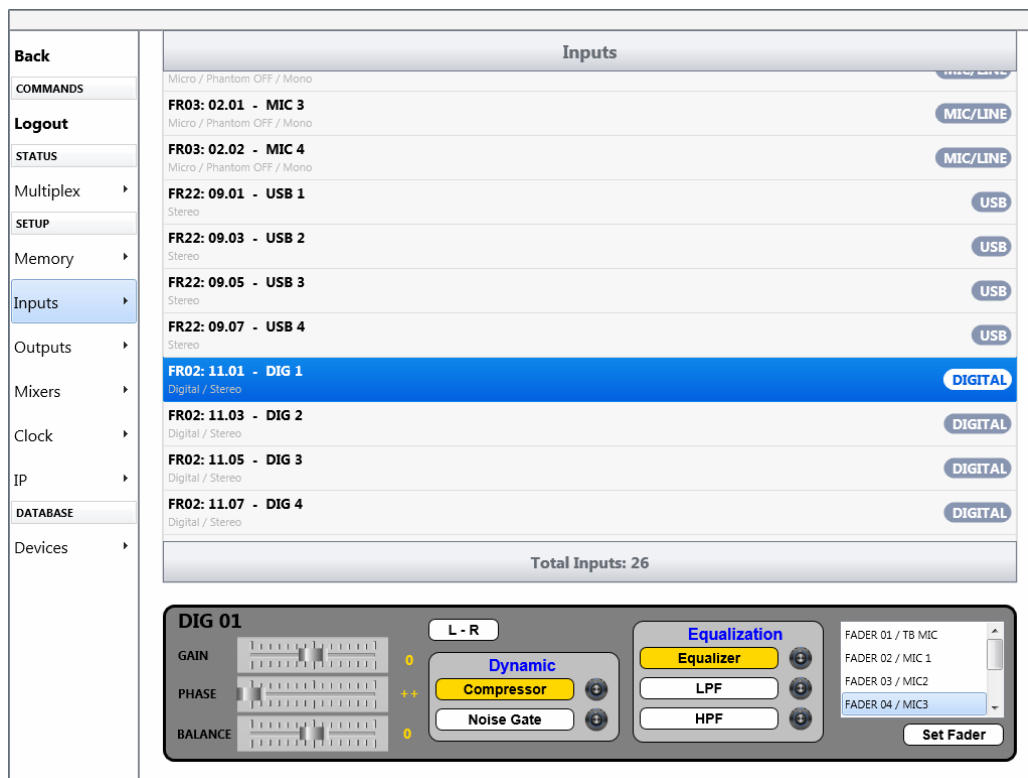 Back
COMMANDS
Logout
STATUS
Multiplex
SETUP
Memory
Inputs
Outputs
Mixers
Clock
IP
DATABASE
Devices
Inputs
Micro / Phantom OFF / Mono
MIC/LINE
FR03: 02.01 - MIC 3
Micro / Phantom OFF / Mono
MIC/LINE
FR03: 02.02 - MIC 4
Micro / Phantom OFF / Mono
MIC/LINE
FR22: 09.01 - USB 1
Stereo
USB
FR22: 09.03 - USB 2
Stereo
USB
FR22: 09.05 - USB 3
Stereo
USB
FR22: 09.07 - USB 4
Stereo
USB
FR02: 11.01 - DIG 1
Digital / Stereo
DIGITAL
FR02: 11.03 - DIG 2
Digital / Stereo
DIGITAL
FR02: 11.05 - DIG 3
Digital / Stereo
DIGITAL
FR02: 11.07 - DIG 4
Digital / Stereo
DIGITAL
Total Inputs: 26
DIG 01
GAIN
0
PHASE
++
BALANCE
0
L - R
Dynamic
Compressor
Noise Gate
Equalization
Equalizer
LPF
HPF
FADER 01 / TB MIC
FADER 02 / MIC 1
FADER 03 / MIC2
FADER 04 / MIC3
Set Fader